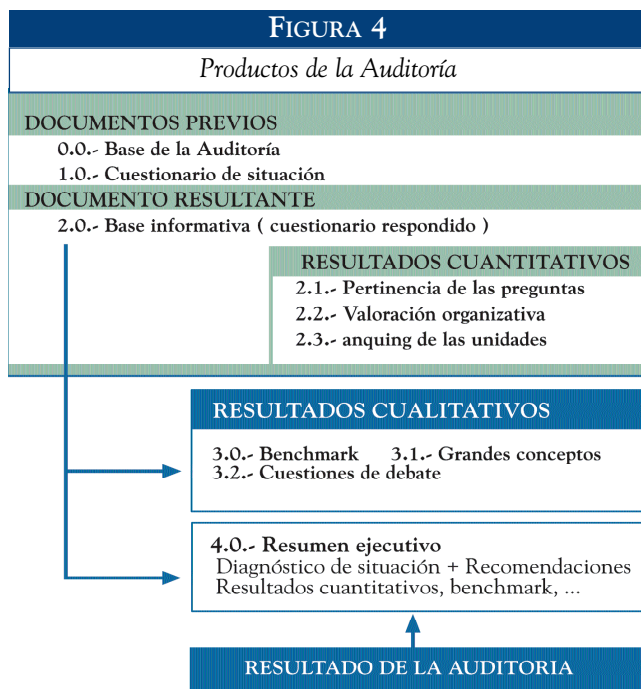 FIGURA 4
Productos de la Auditoría
DOCUMENTOS PREVIOS
0.0.- Base de la Auditoría
1.0.- Cuestionario de situación
DOCUMENTO RESULTANTE
2.0.- Base informativa ( cuestionario respondido )
RESULTADOS CUANTITATIVOS
2.1.- Pertinencia de las preguntas
2.2.- Valoración organizativa
2.3.- anquing de las unidades
RESULTADOS CUALITATIVOS
3.0.- Benchmark 3.1.- Grandes conceptos
3.2.- Cuestiones de debate
4.0.- Resumen ejecutivo
Diagnóstico de situación + Recomendaciones
Resultados cuantitativos, benchmark, ...
RESULTADO DE LA AUDITORIA